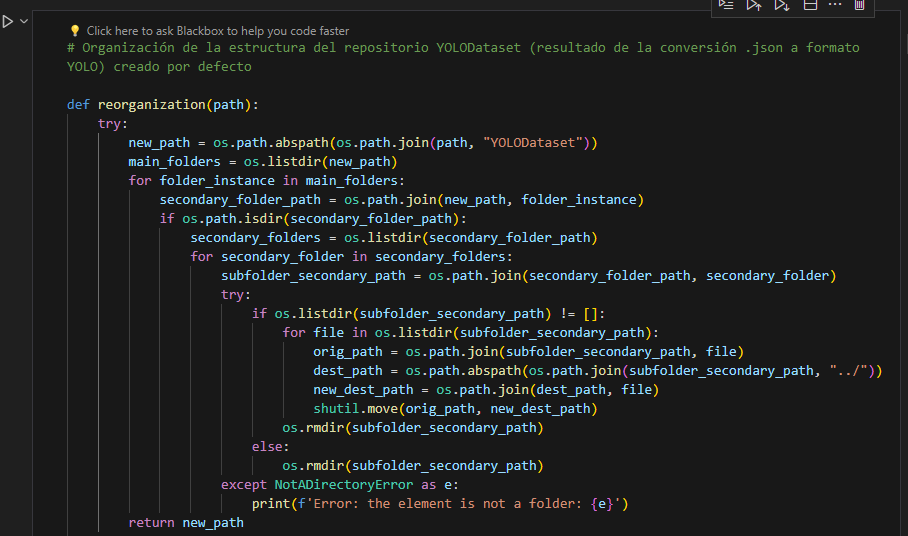 Click here to ask Blackbox to help you code faster
# Organización de la estructura del repositorio YOLODataset (resultado de la conversión .json a formato
YOLO) creado por defecto
def reorganization(path):
    try:
        new_path = os.path.abspath(os.path.join(path, "YOLODataset"))
        main_folders = os.listdir(new_path)
        for folder_instance in main_folders:
            secondary_folder_path = os.path.join(new_path, folder_instance)
            if os.path.isdir(secondary_folder_path):
                secondary_folders = os.listdir(secondary_folder_path)
                for secondary_folder in secondary_folders:
                    subfolder_secondary_path = os.path.join(secondary_folder_path, secondary_folder)
                    try:
                        if os.listdir(subfolder_secondary_path) != []:
                            for file in os.listdir(subfolder_secondary_path):
                                orig_path = os.path.join(subfolder_secondary_path, file)
                                dest_path = os.path.abspath(os.path.join(subfolder_secondary_path, "../"))
                                new_dest_path = os.path.join(dest_path, file)
                                shutil.move(orig_path, new_dest_path)
                            os.rmdir(subfolder_secondary_path)
                        else:
                            os.rmdir(subfolder_secondary_path)
                    except NotADirectoryError as e:
                        print(f'Error: the element is not a folder: {e}')
        return new_path